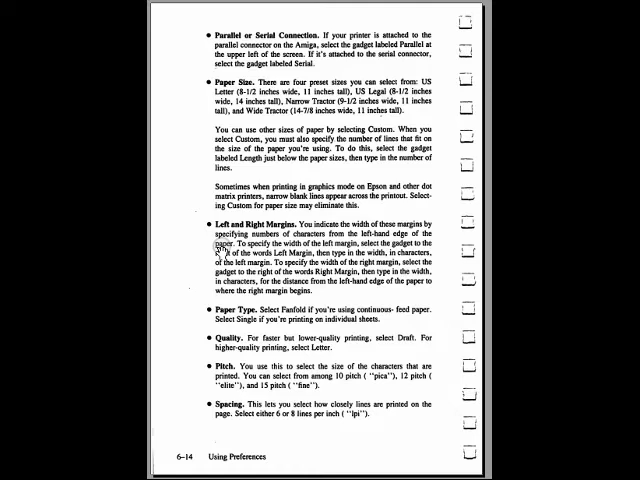 • Parallel or Serial Connection. If your printer is attached to the
parallel connector on the Amiga, select the gadget labeled Parallel at
the upper left of the screen. If it's attached to the serial connector,
select the gadget labeled Serial.
• Paper Size. There are four preset sizes you can select from: US
Letter (8-1/2 inches wide, 11 inches tall), US Legal (8-1/2 inches
wide, 14 inches tall), Narrow Tractor (9-1/2 inches wide, 11 inches
tall), and Wide Tractor (14-7/8 inches wide, 11 inches tall).
You can use other sizes of paper by selecting Custom. When you
select Custom, you must also specify the number of lines that fit on
the size of the paper you're using. To do this, select the gadget
labeled Length just below the paper sizes, then type in the number of
lines.
Sometimes when printing in graphics mode on Epson and other dot
matrix printers, narrow blank lines appear across the printout. Select-
ing Custom for paper size may eliminate this.
• Left and Right Margins. You indicate the width of these margins by
specifying numbers of characters from the left-hand edge of the
paper. To specify the width of the left margin, select the gadget to the
of the words Left Margin, then type in the width, in characters,
of the left margin. To specify the width of the right margin, select the
gadget to the right of the words Right Margin, then type in the width,
in characters, for the distance from the left-hand edge of the paper to
where the right margin begins.
• Paper Type. Select Fanfold if you're using continuous- feed paper.
Select Single if you're printing on individual sheets.
• Quality. For faster but lower-quality printing, select Draft. For
higher-quality printing, select Letter.
• Pitch. You use this to select the size of the characters that are
printed. You can select from among 10 pitch ( "pica"), 12 pitch (
"elite"), and 15 pitch ( "fine").
• Spacing. This lets you select how closely lines are printed on the
page. Select either 6 or 8 lines per inch ( "lpi").
6-14 Using Preferences